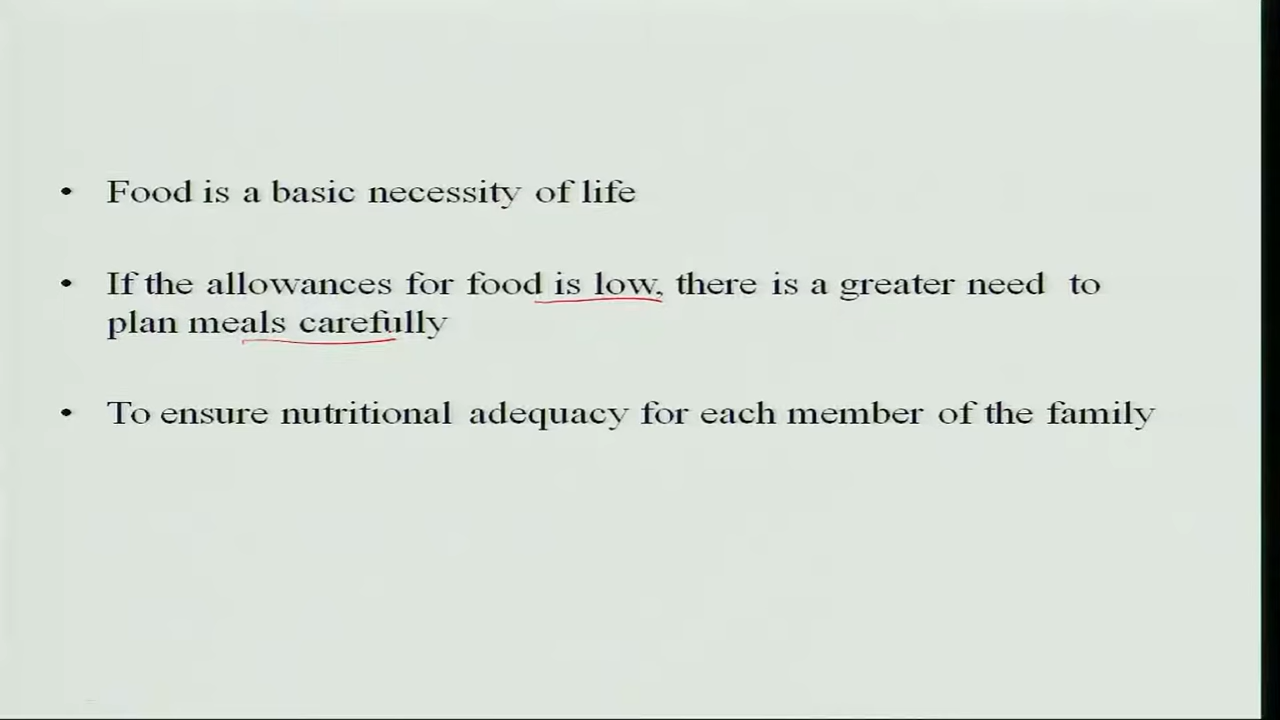 • Food is a basic necessity of life
• If the allowances for food is low, there is a greater need to
plan meals carefully
• To ensure nutritional adequacy for each member of the family